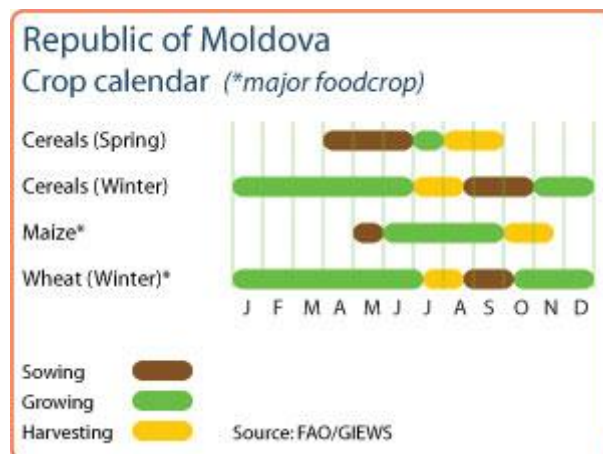 Republic of Moldova
Crop calendar (*major foodcrop)
Cereals (Spring)
Cereals (Winter)
Maize*
Wheat (Winter)*
J F M A M J J A S O N D
Sowing
Growing
Harvesting Source: FAO/GIEWS